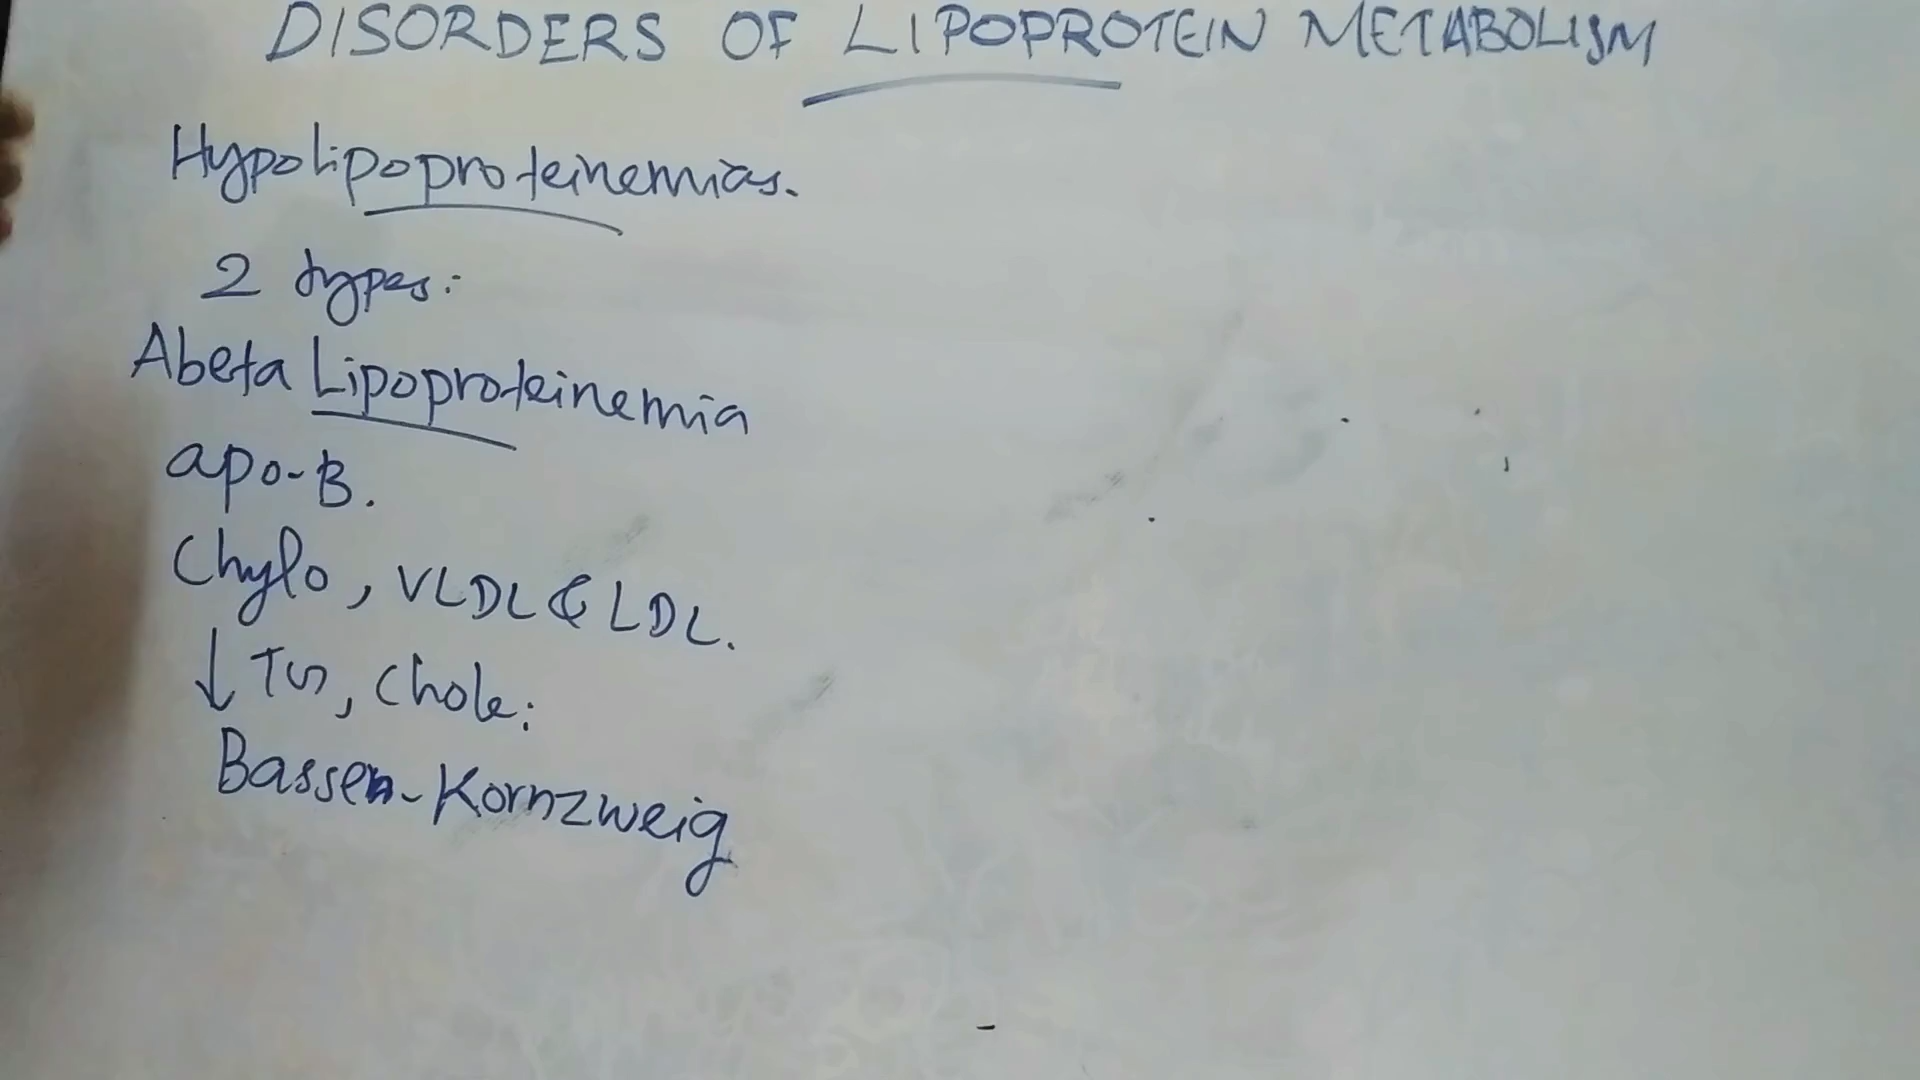 DISORDERS OF LIPOPROTEIN METABOLISM
Hypolipoproteinemias.
2 types:
Abeta Lipoproteinemia
apo-B.
Chylo, VLDL & LDL.
↓ TG, Chole:
Bassen-Kornzweig